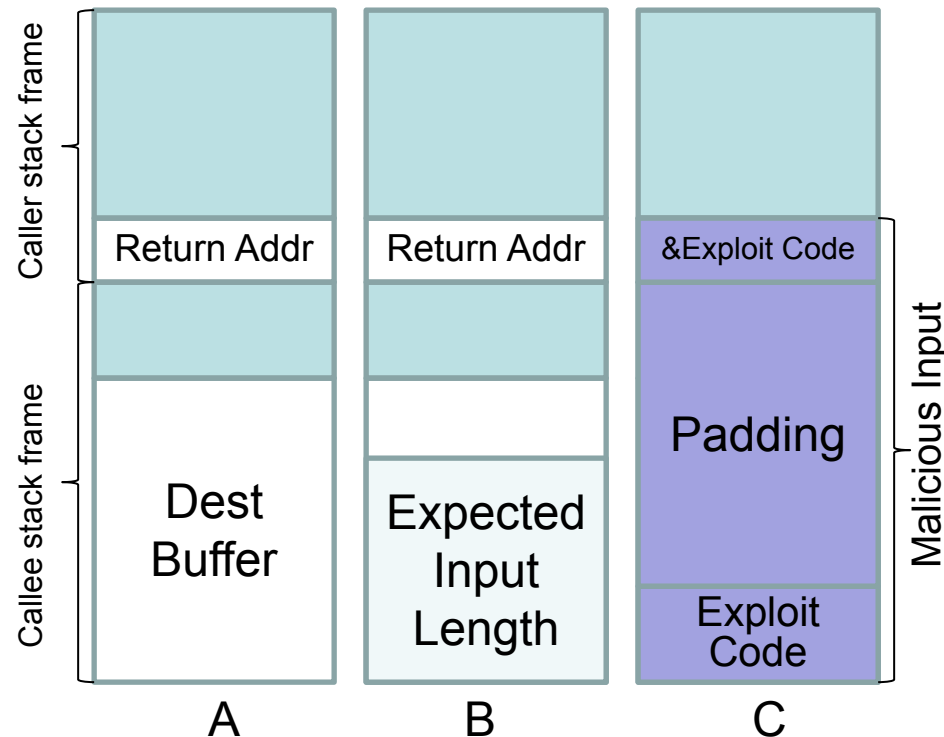 Caller stack frame
Callee stack frame
Return Addr
Dest
Buffer
A
Return Addr
Expected
Input
Length
B
&Exploit Code
Padding
Exploit
Code
C
Malicious Input